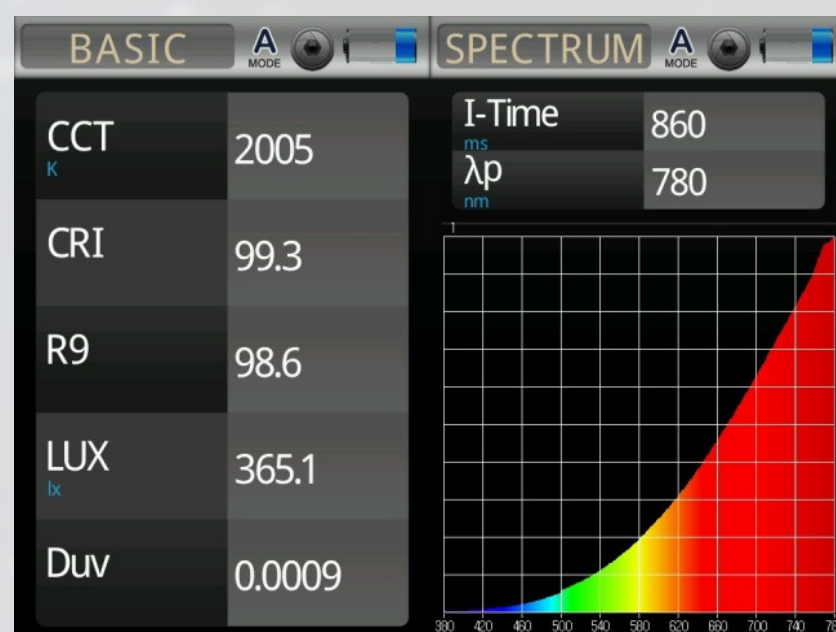 BASIC
A
MODE
CCT
K
2005
CRI
99.3
R9
98.6
LUX
lx
365.1
Duv
0.0009
SPECTRUM
A
MODE
I-Time
ms
860
λp
nm
780
1
380 420 460 500 540 580 620 660 700 740